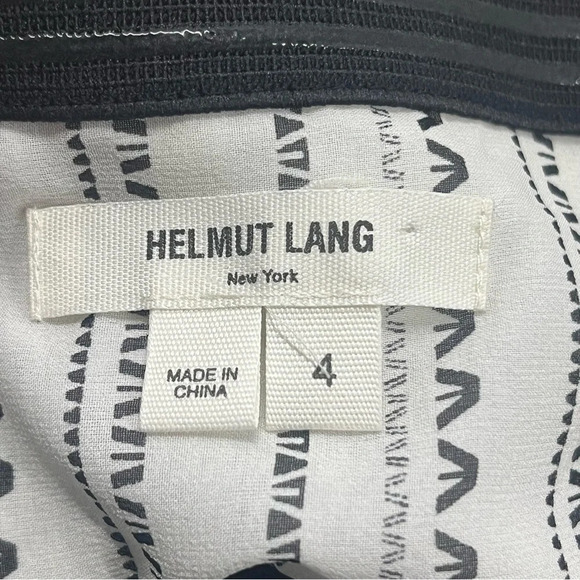 HELMUT LANG
New York
MADE IN
CHINA
4